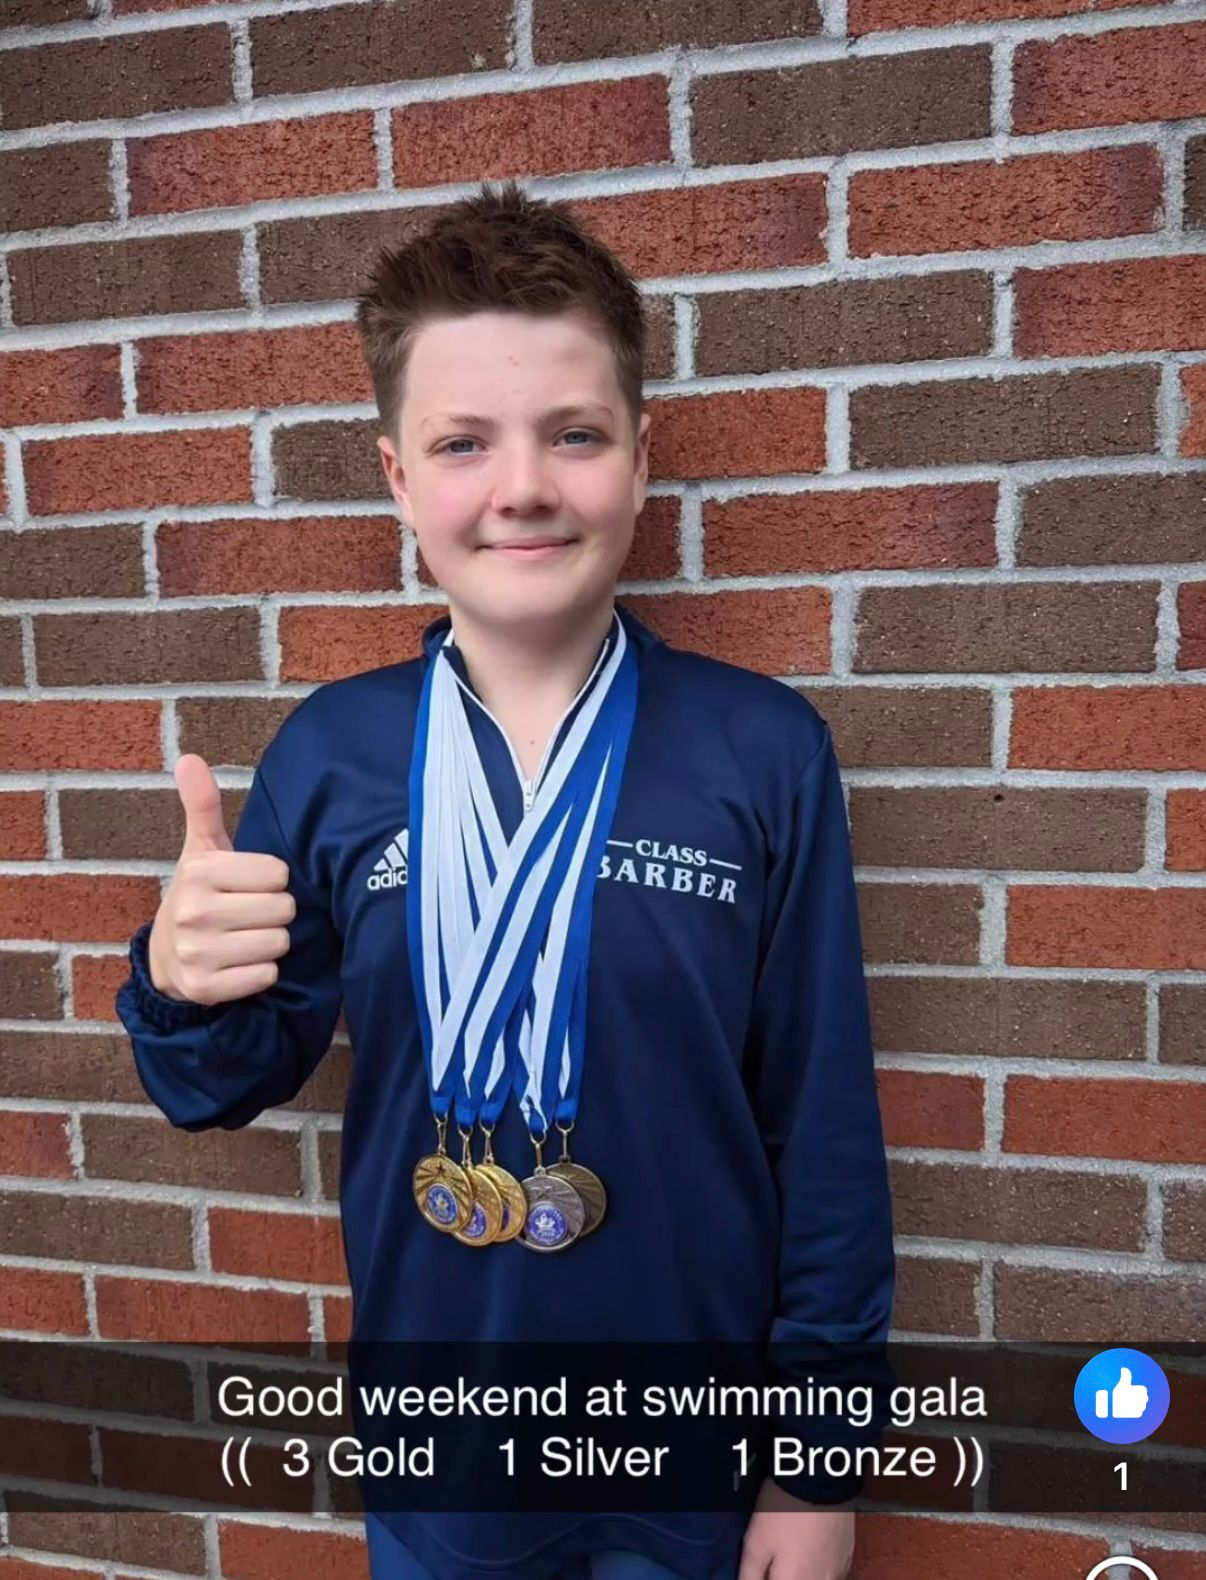 adid
CLASS
BARBER
Good weekend at swimming gala
(( 3 Gold 1 Silver 1 Bronze ))
1